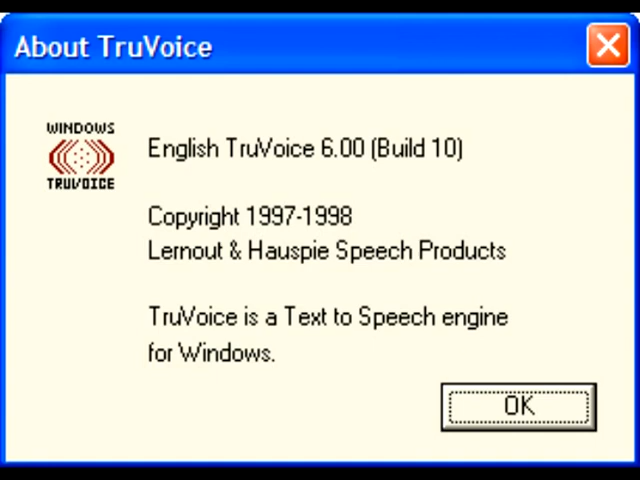 About TruVoice
WINDOWS
TRUVOICE
English TruVoice 6.00 (Build 10)
Copyright 1997-1998
Lernout & Hauspie Speech Products
TruVoice is a Text to Speech engine
for Windows.
OK